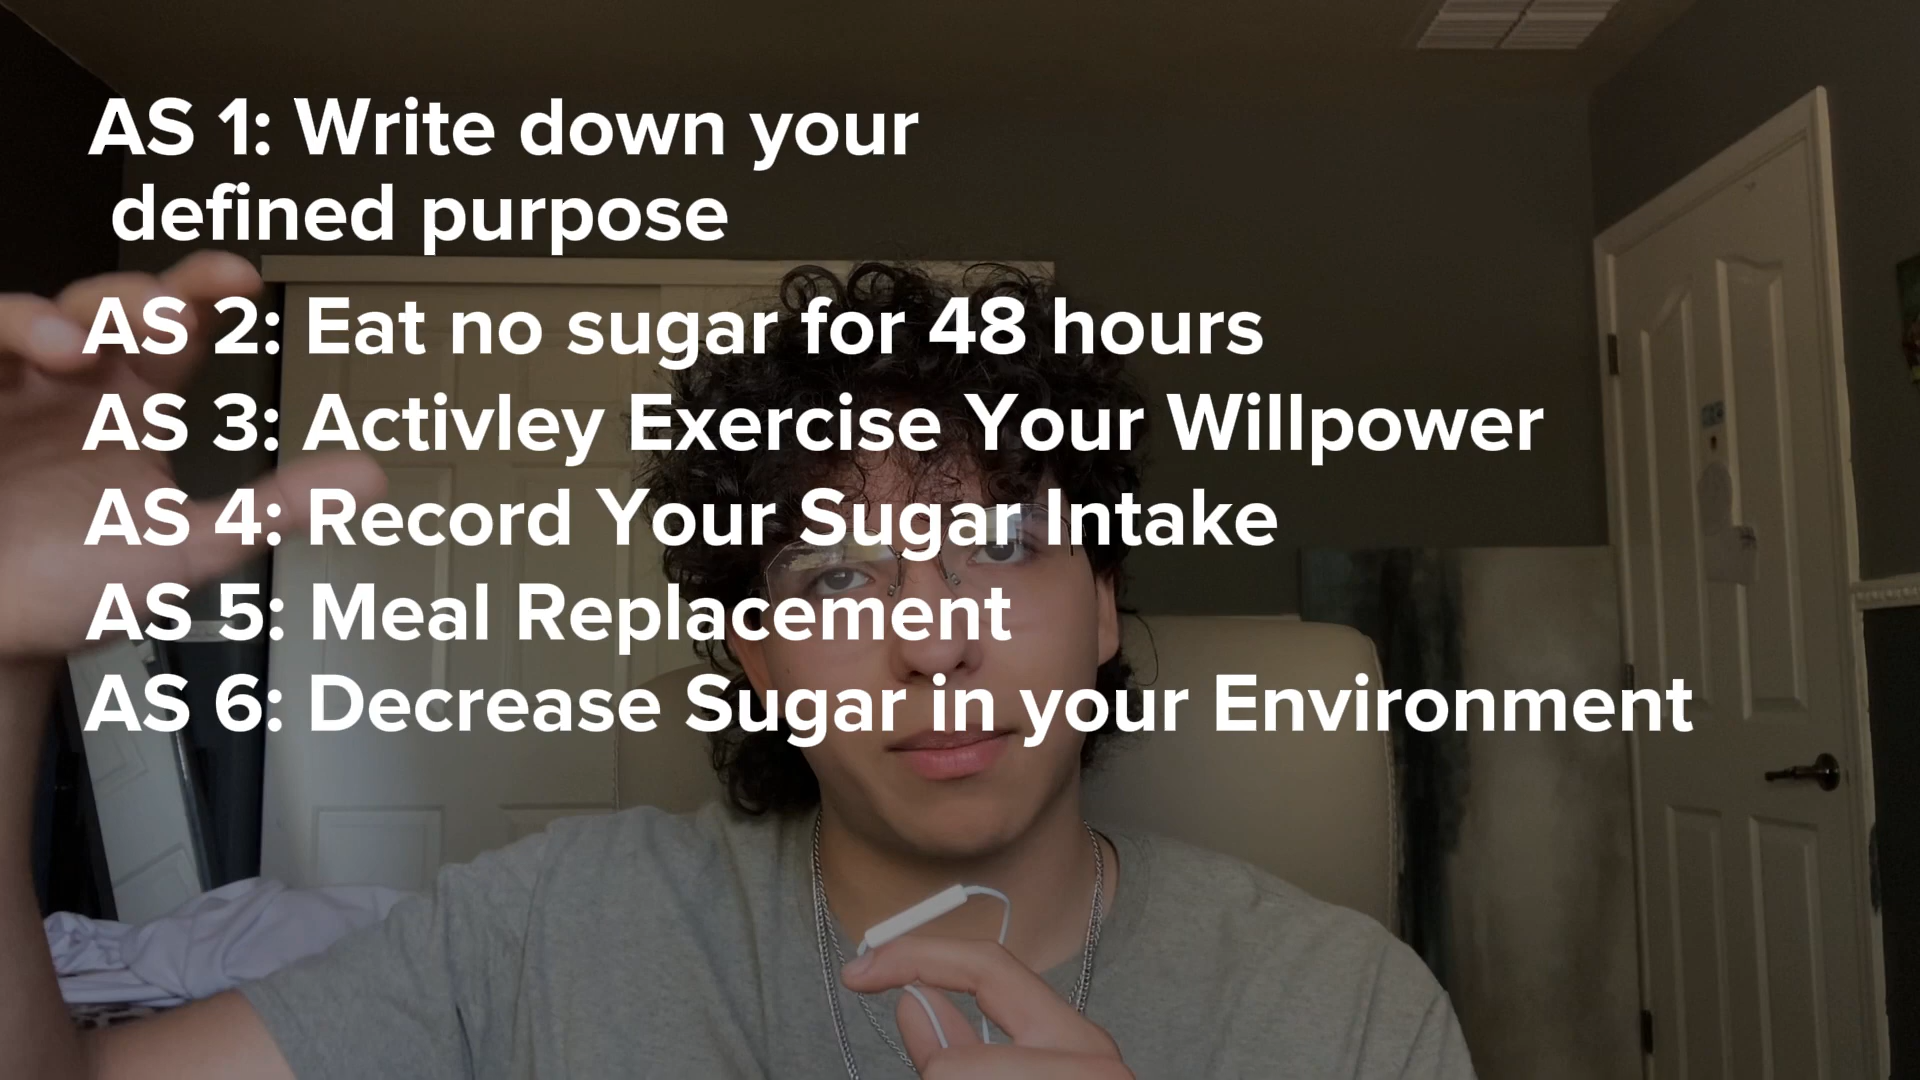 AS 1: Write down your
defined purpose
AS 2: Eat no sugar for 48 hours
AS 3: Activley Exercise Your Willpower
AS 4: Record Your Sugar Intake
AS 5: Meal Replacement
AS 6: Decrease Sugar in your Environment